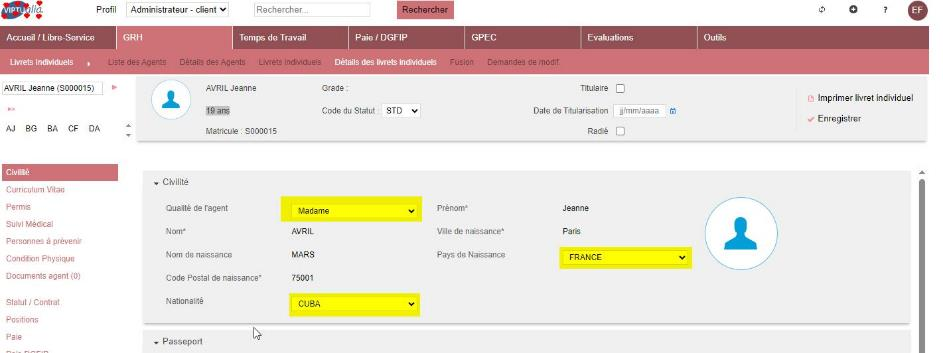 VIRTUalia.
Profil Administrateur - client Rechercher... Rechercher ? EF
Accueil / Libre-Service GRH Temps de Travail Paie / DGFIP GPEC Evaluations Outils
Livrets Individuels Liste des Agents Détails des Agents Livrets individuels Détails des livrets individuels Fusion Demandes de modif.
AVRIL Jeanne (S000015)
AJ BG BA CF DA
AVRIL Jeanne Grade : Titulaire
19 ans Code du Statut : STD Date de Titularisation jj/mm/aaaa
Matricule : S000015 Radié
Imprimer livret individuel
Enregistrer
Civilité
Curriculum Vitae
Permis
Suivi Médical
Personnes à prévenir
Condition Physique
Documents agent (0)
Statut / Contrat
Positions
Paie
Paie DGFIP
Civilité
Qualité de l'agent Madame Prénom* Jeanne
Nom* AVRIL Ville de naissance* Paris
Nom de naissance MARS Pays de Naissance FRANCE
Code Postal de naissance* 75001
Nationalité CUBA
Passeport